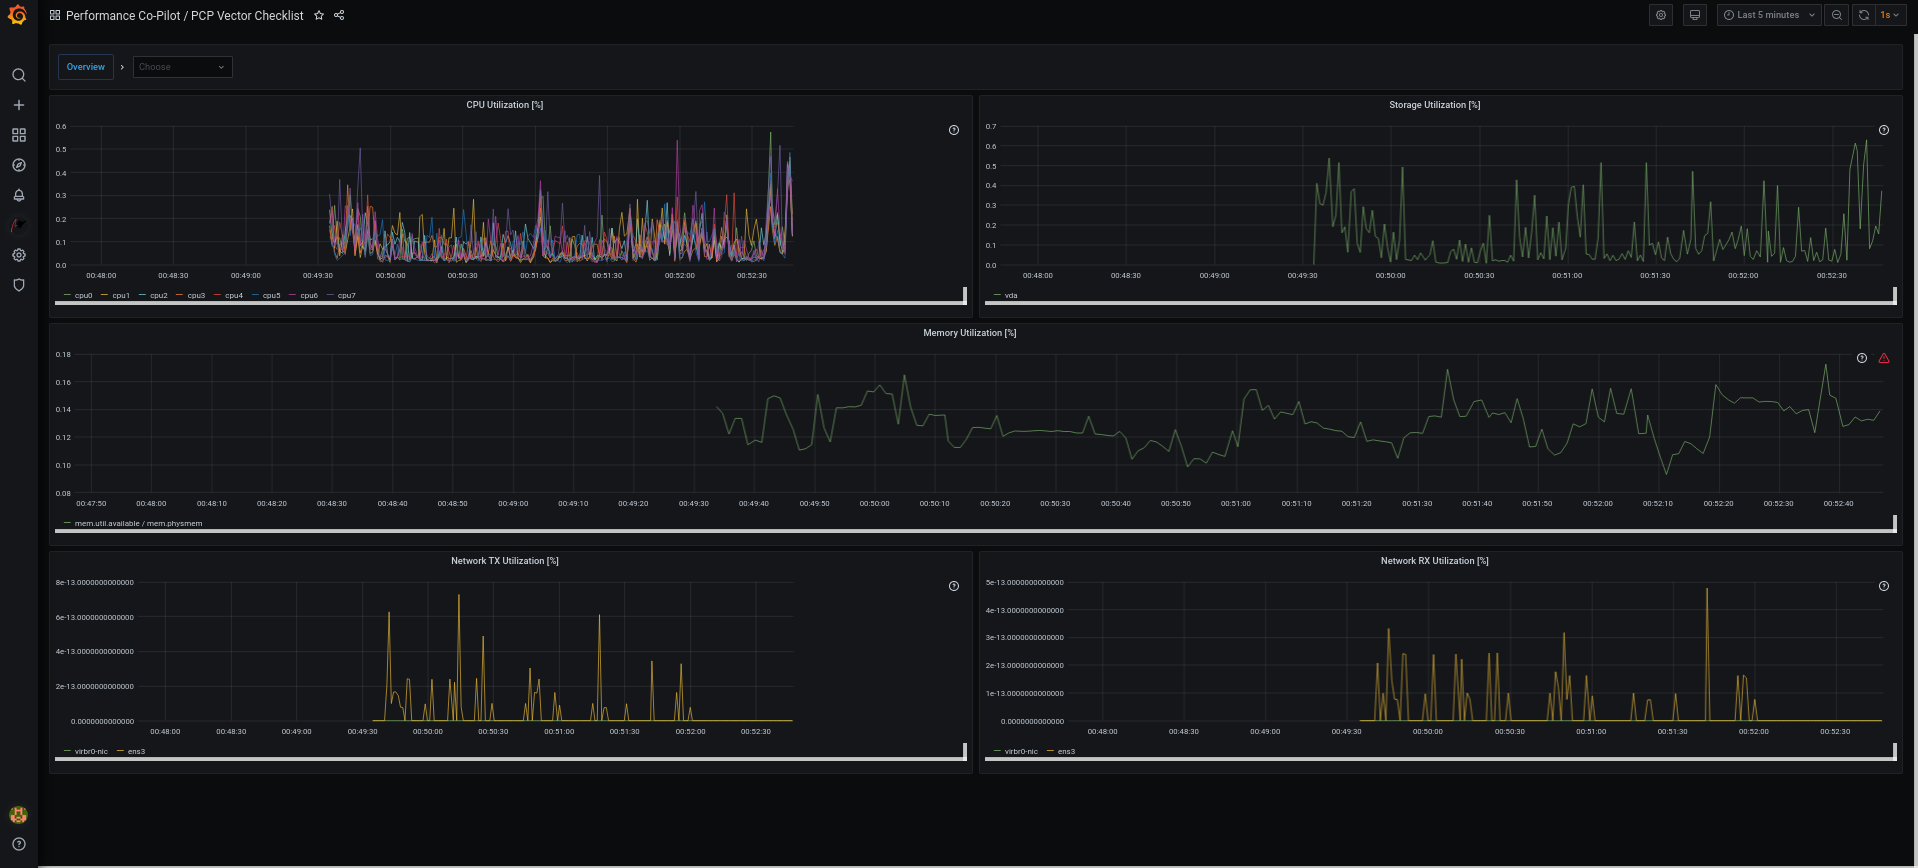 Performance Co-Pilot / PCP Vector Checklist
Last 5 minutes
1s
Overview › Choose
CPU Utilization [%]
0.6
0.5
0.4
0.3
0.2
0.1
0.0
00:48:00 00:48:30 00:49:00 00:49:30 00:50:00 00:50:30 00:51:00 00:51:30 00:52:00 00:52:30
cpu0 cpu1 cpu2 cpu3 cpu4 cpu5 cpu6 cpu7
Storage Utilization [%]
0.7
0.6
0.5
0.4
0.3
0.2
0.1
0.0
00:48:00 00:48:30 00:49:00 00:49:30 00:50:00 00:50:30 00:51:00 00:51:30 00:52:00 00:52:30
vda
Memory Utilization [%]
0.18
0.16
0.14
0.12
0.10
0.08
00:47:50 00:48:00 00:48:10 00:48:20 00:48:30 00:48:40 00:48:50 00:49:00 00:49:10 00:49:20 00:49:30 00:49:40 00:49:50 00:50:00 00:50:10 00:50:20 00:50:30 00:50:40 00:50:50 00:51:00 00:51:10 00:51:20 00:51:30 00:51:40 00:51:50 00:52:00 00:52:10 00:52:20 00:52:30 00:52:40
mem.util.available / mem.physmem
Network TX Utilization [%]
8e-13.0000000000000
6e-13.0000000000000
4e-13.0000000000000
2e-13.0000000000000
0.0000000000000
00:48:00 00:48:30 00:49:00 00:49:30 00:50:00 00:50:30 00:51:00 00:51:30 00:52:00 00:52:30
virbr0-nic ens3
Network RX Utilization [%]
5e-13.0000000000000
4e-13.0000000000000
3e-13.0000000000000
2e-13.0000000000000
1e-13.0000000000000
0.0000000000000
00:48:00 00:48:30 00:49:00 00:49:30 00:50:00 00:50:30 00:51:00 00:51:30 00:52:00 00:52:30
virbr0-nic ens3